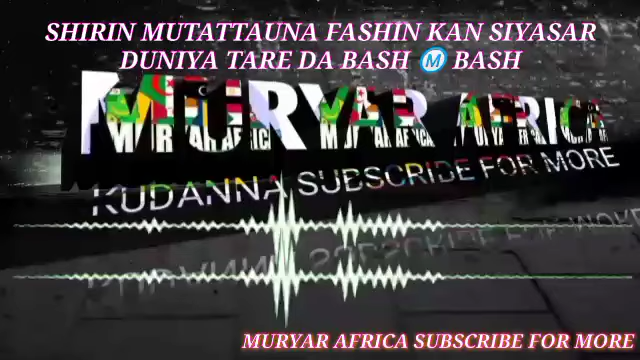 SHIRIN MUTATTAUNA FASHIN KAN SIYASAR
DUNIYA TARE DA BASH M BASH
MURYAR AFRICA
KUDANNA SUBSCRIBE FOR MORE
MURYAR AFRICA SUBSCRIBE FOR MORE